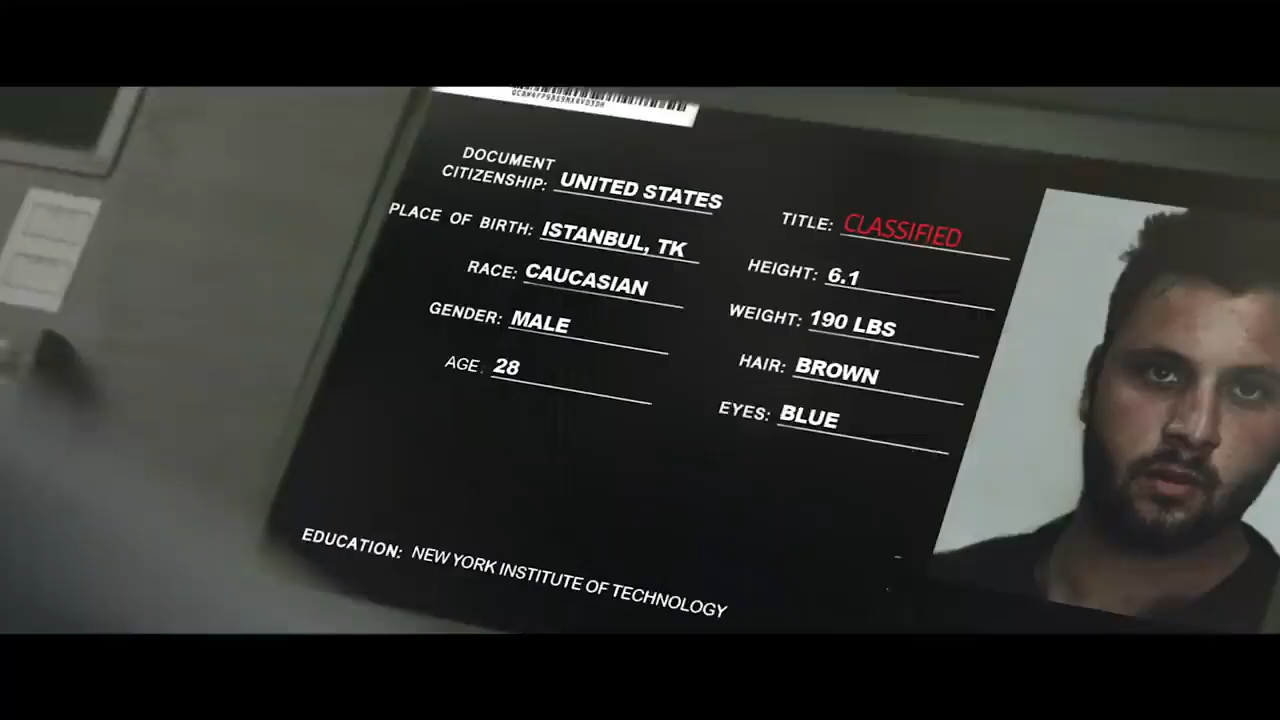 DOCUMENT
CITIZENSHIP: UNITED STATES
PLACE OF BIRTH: ISTANBUL, TK
RACE: CAUCASIAN
GENDER: MALE
AGE: 28
TITLE: CLASSIFIED
HEIGHT: 6.1
WEIGHT: 190 LBS
HAIR: BROWN
EYES: BLUE
EDUCATION: NEW YORK INSTITUTE OF TECHNOLOGY